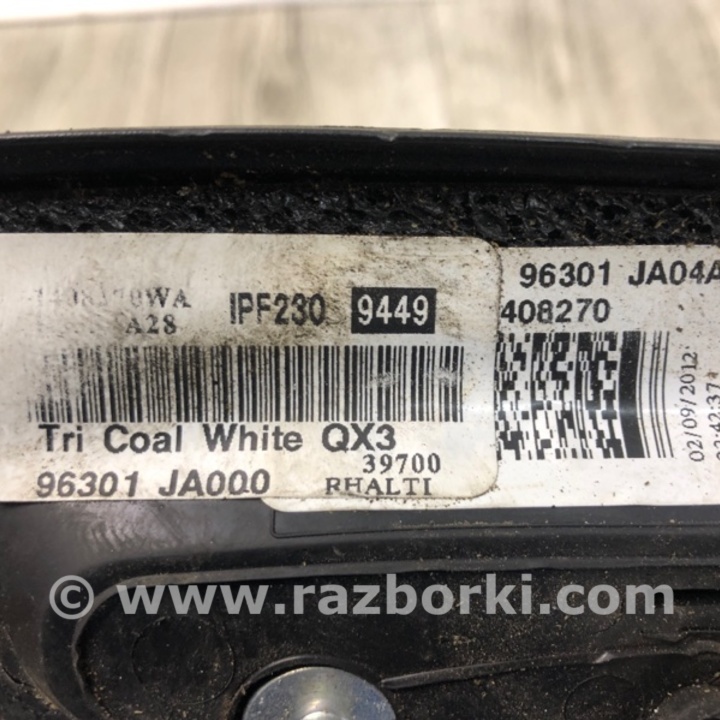 IPF230 9449
A28
Tri Coal White QX3
39700
96301 JA000 RHALTI
96301 JA04A
408270
02/09/2012
© www.razborki.com